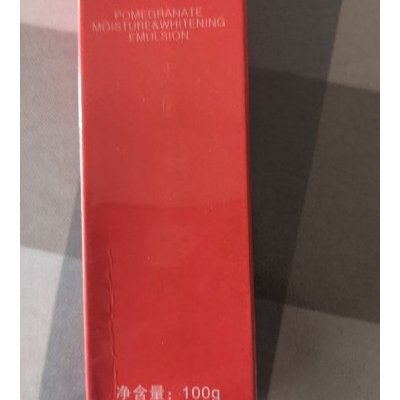 POMEGRANATE
MOISTURE&WHITENING
EMULSION
净含量：100g